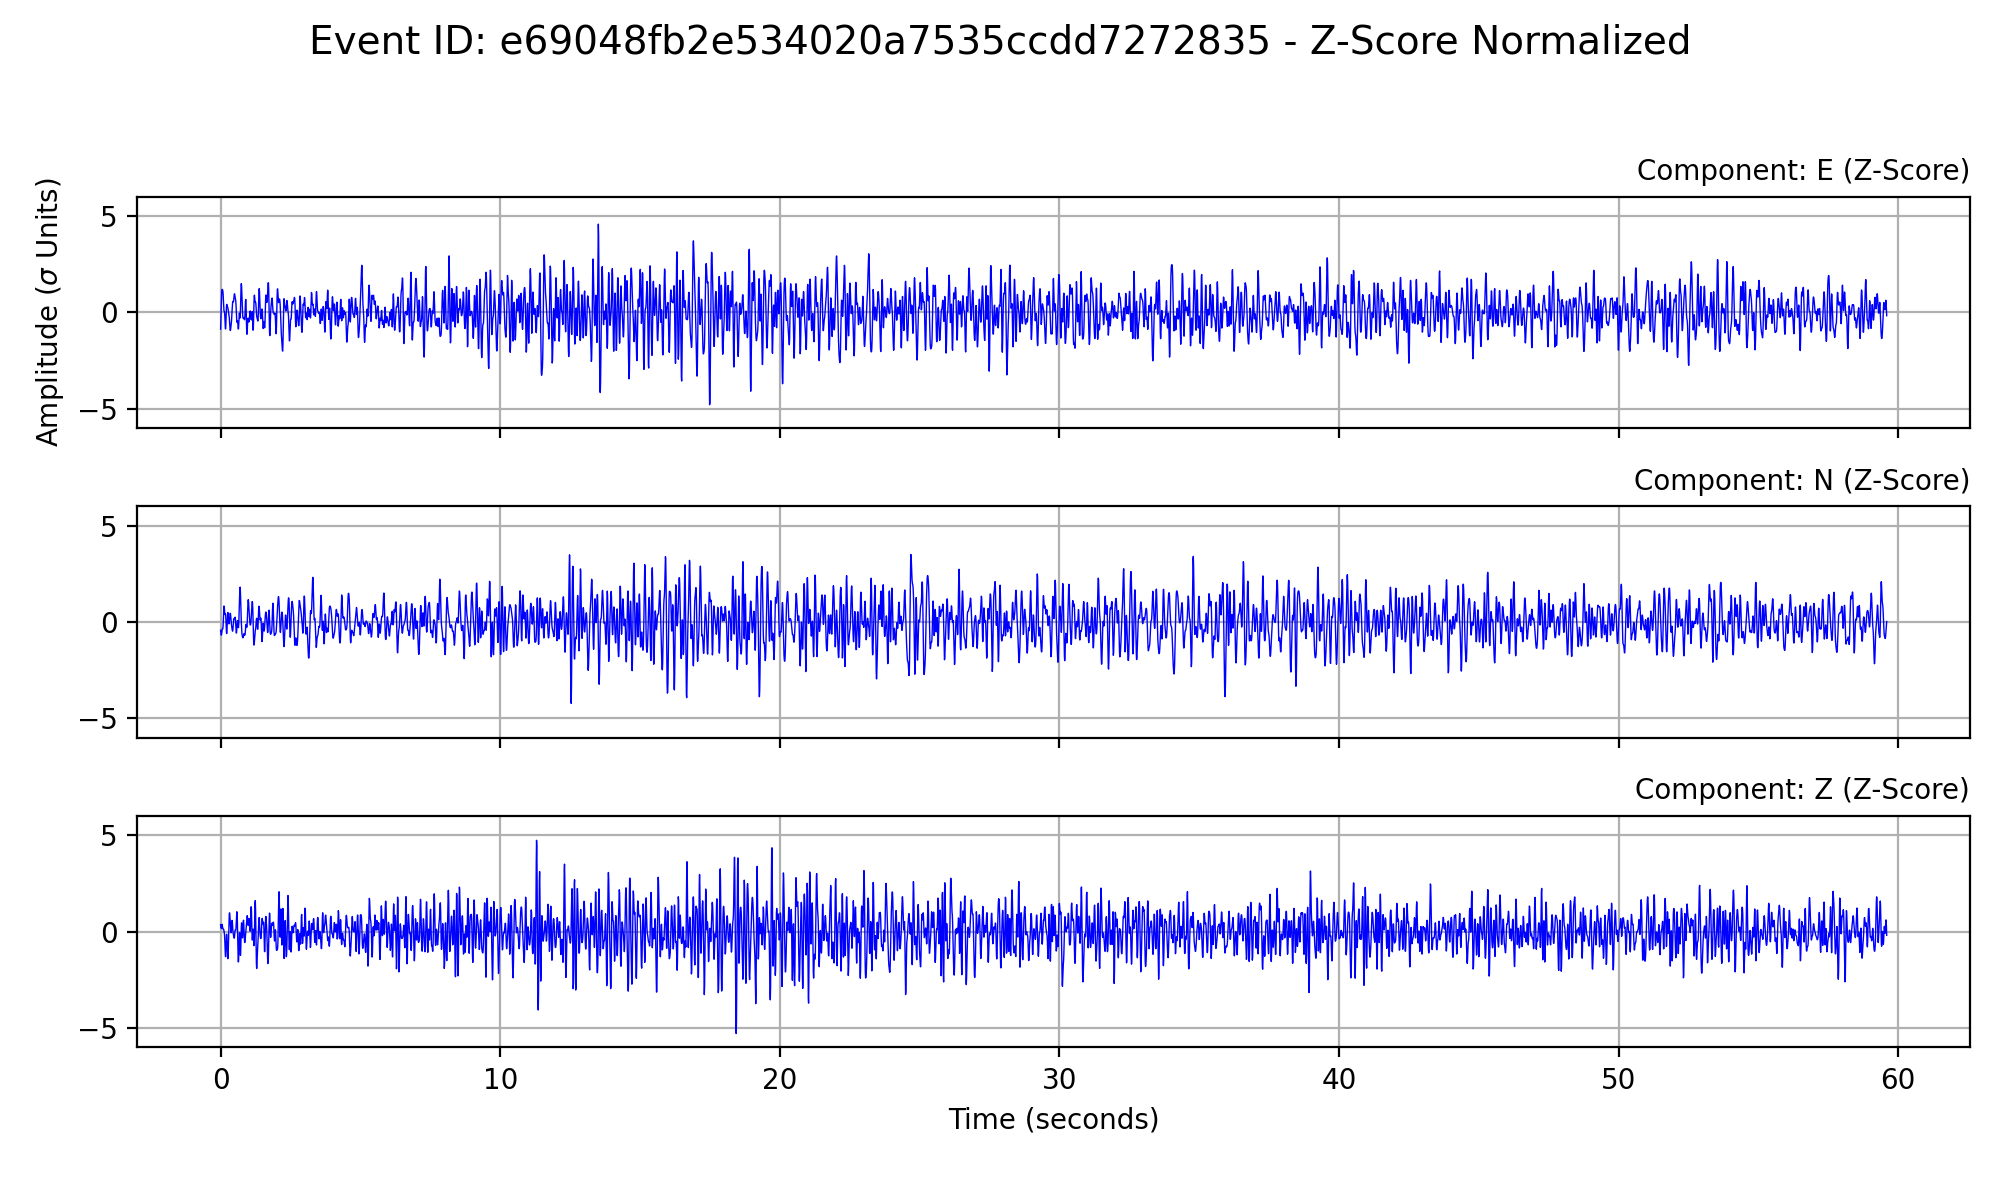 Event ID: e69048fb2e534020a7535ccdd7272835 - Z-Score Normalized
Component: E (Z-Score)
Amplitude (σ Units)
5
0
−5
Component: N (Z-Score)
5
0
−5
Component: Z (Z-Score)
5
0
−5
0 10 20 30 40 50 60
Time (seconds)